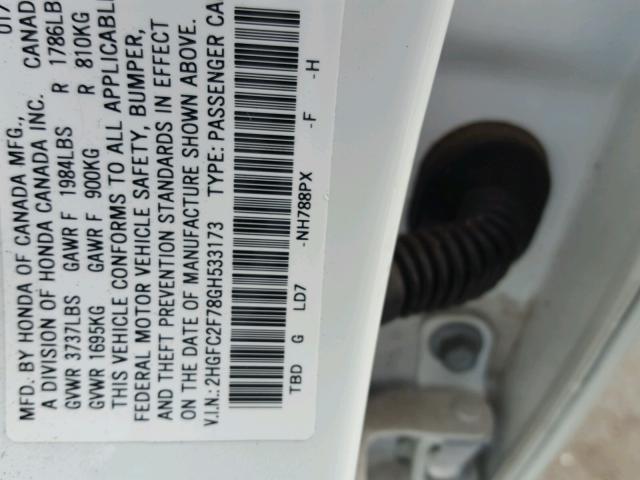 MFD. BY HONDA OF CANADA MFG., CANADA
A DIVISION OF HONDA CANADA INC.
GVWR 3737LBS GAWR F 1984LBS R 1786LB
GVWR 1695KG GAWR F 900KG R 810KG
THIS VEHICLE CONFORMS TO ALL APPLICABLE
FEDERAL MOTOR VEHICLE SAFETY, BUMPER,
AND THEFT PREVENTION STANDARDS IN EFFECT
ON THE DATE OF MANUFACTURE SHOWN ABOVE.
V.I.N.: 2HGFC2F78GH533173 TYPE: PASSENGER CA
TBD G LD7 -NH788PX -F -H